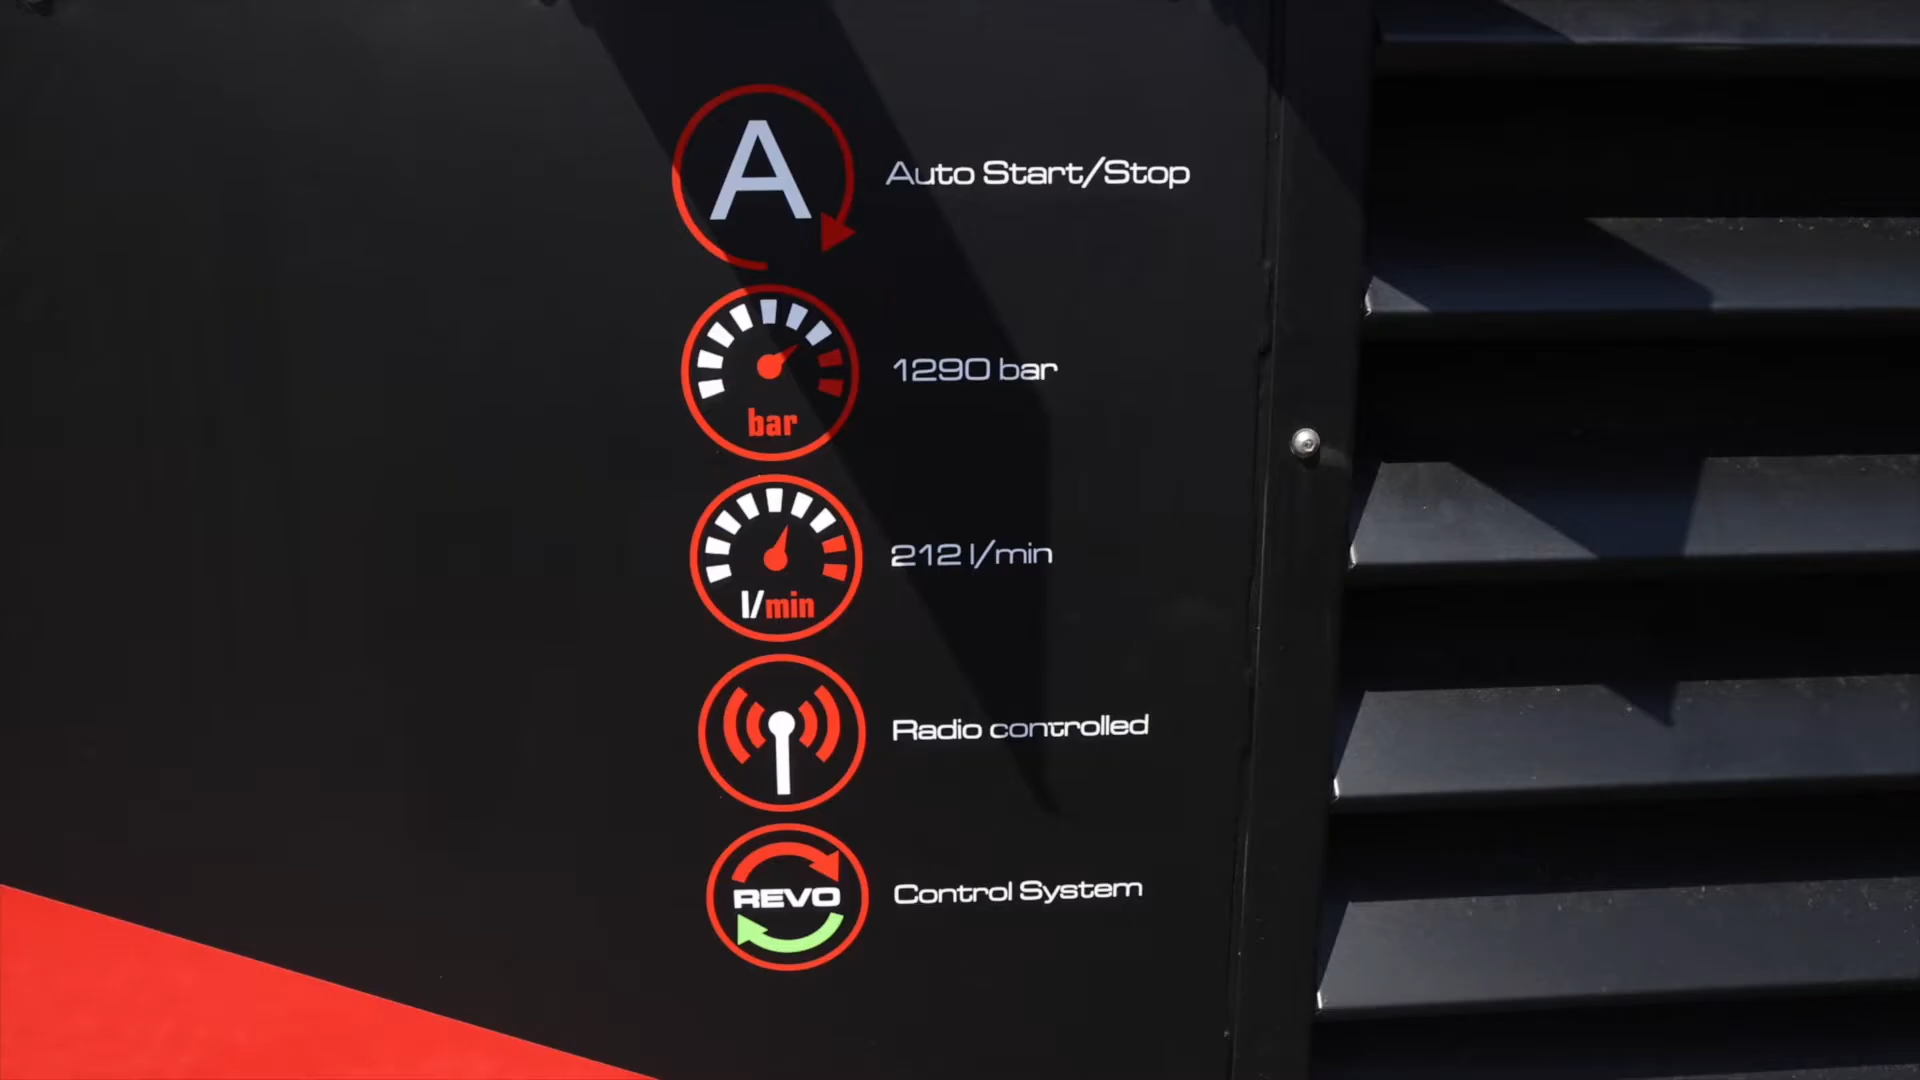 A
Auto Start/Stop
bar
1290 bar
l/min
212 l/min
Radio controlled
REVO
Control System